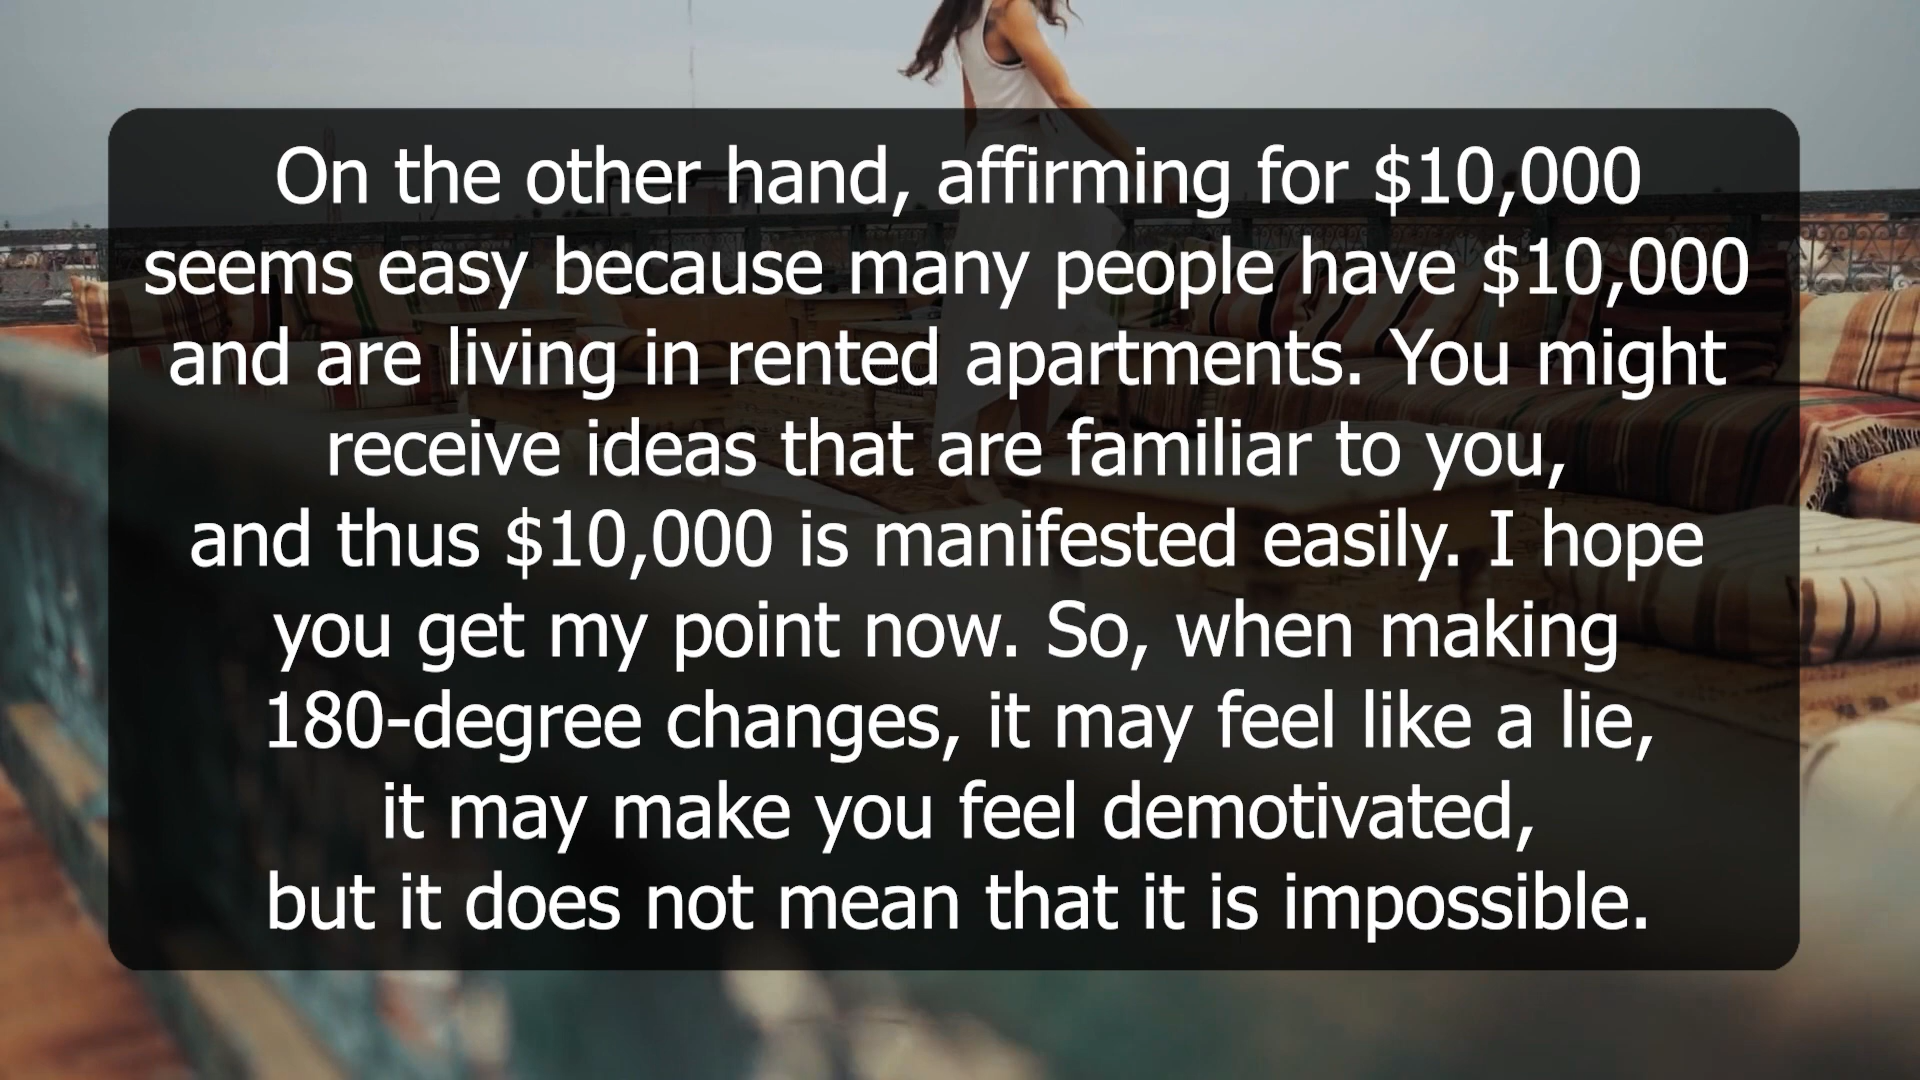 On the other hand, affirming for $10,000
seems easy because many people have $10,000
and are living in rented apartments. You might
receive ideas that are familiar to you,
and thus $10,000 is manifested easily. I hope
you get my point now. So, when making
180-degree changes, it may feel like a lie,
it may make you feel demotivated,
but it does not mean that it is impossible.